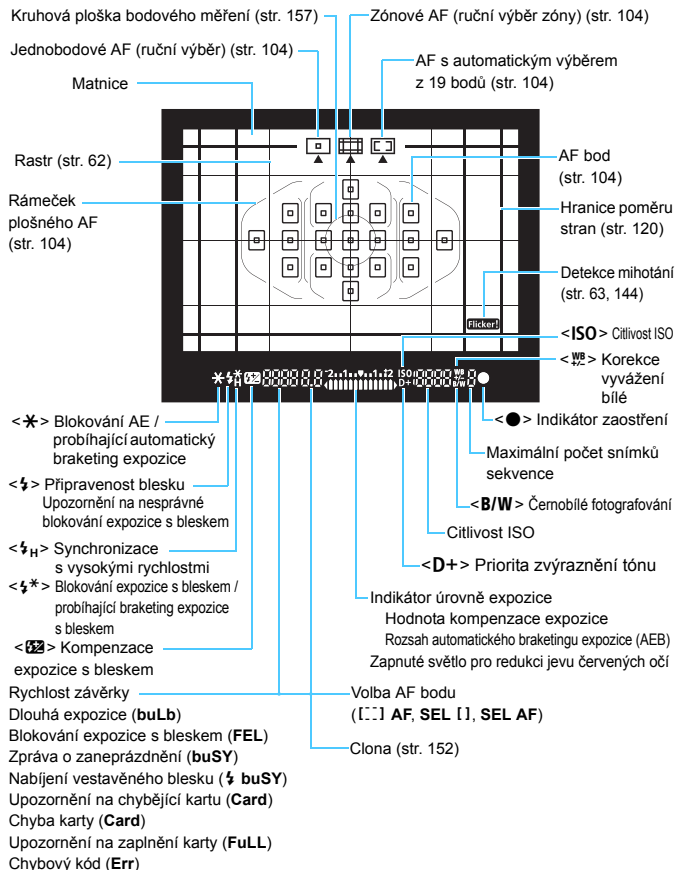 Kruhová ploška bodového měření (str. 157)
Zónové AF (ruční výběr zóny) (str. 104)
Jednobodové AF (ruční výběr) (str. 104)
AF s automatickým výběrem
z 19 bodů (str. 104)
Matnice
Rastr (str. 62)
AF bod
(str. 104)
Rámeček
plošného AF
(str. 104)
Hranice poměru
stran (str. 120)
Detekce mihotání
(str. 63, 144)
Flicker!
<ISO> Citlivost ISO
<WB +/-> Korekce
vyvážení
bílé
-2..1..▼..1.:2 ISO D+ WB +/- B/W
<✱> Blokování AE /
probíhající automatický
braketing expozice
<●> Indikátor zaostření
Maximální počet snímků
sekvence
<⚡> Připravenost blesku
Upozornění na nesprávné
blokování expozice s bleskem
<B/W> Černobílé fotografování
Citlivost ISO
<⚡H> Synchronizace
s vysokými rychlostmi
<D+> Priorita zvýraznění tónu
<⚡✱> Blokování expozice s bleskem /
probíhající braketing expozice
s bleskem
Indikátor úrovně expozice
Hodnota kompenzace expozice
Rozsah automatického braketingu expozice (AEB)
Zapnuté světlo pro redukci jevu červených očí
<⚡±> Kompenzace
expozice s bleskem
Rychlost závěrky
Dlouhá expozice (buLb)
Blokování expozice s bleskem (FEL)
Zpráva o zaneprázdnění (buSY)
Nabíjení vestavěného blesku (⚡ buSY)
Upozornění na chybějící kartu (Card)
Chyba karty (Card)
Upozornění na zaplnění karty (FuLL)
Chybový kód (Err)
Volba AF bodu
([ ] AF, SEL [], SEL AF)
Clona (str. 152)